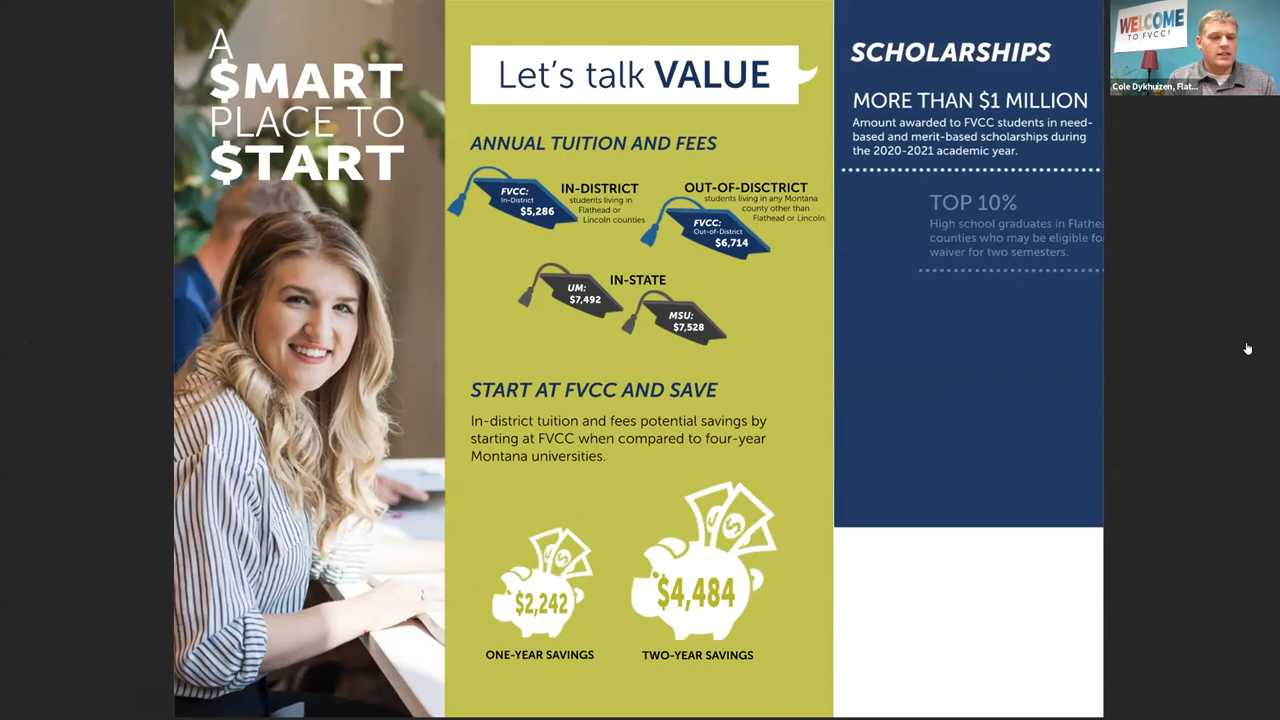 A
$MART
PLACE TO
$TART
Let's talk VALUE
ANNUAL TUITION AND FEES
FVCC:
In-District
$5,286
IN-DISTRICT
students living in
Flathead or
Lincoln counties
OUT-OF-DISCTRICT
students living in any Montana
county other than
Flathead or Lincoln.
FVCC:
Out-of-District
$6,714
IN-STATE
UM:
$7,492
MSU:
$7,528
START AT FVCC AND SAVE
In-district tuition and fees potential savings by
starting at FVCC when compared to four-year
Montana universities.
$2,242
ONE-YEAR SAVINGS
$4,484
TWO-YEAR SAVINGS
SCHOLARSHIPS
MORE THAN $1 MILLION
Amount awarded to FVCC students in need-
based and merit-based scholarships during
the 2020-2021 academic year.
TOP 10%
High school graduates in Flathea
counties who may be eligible fo
waiver for two semesters.
WELCOME
TO FVCC!
Cole Dykhuizen, Flat...